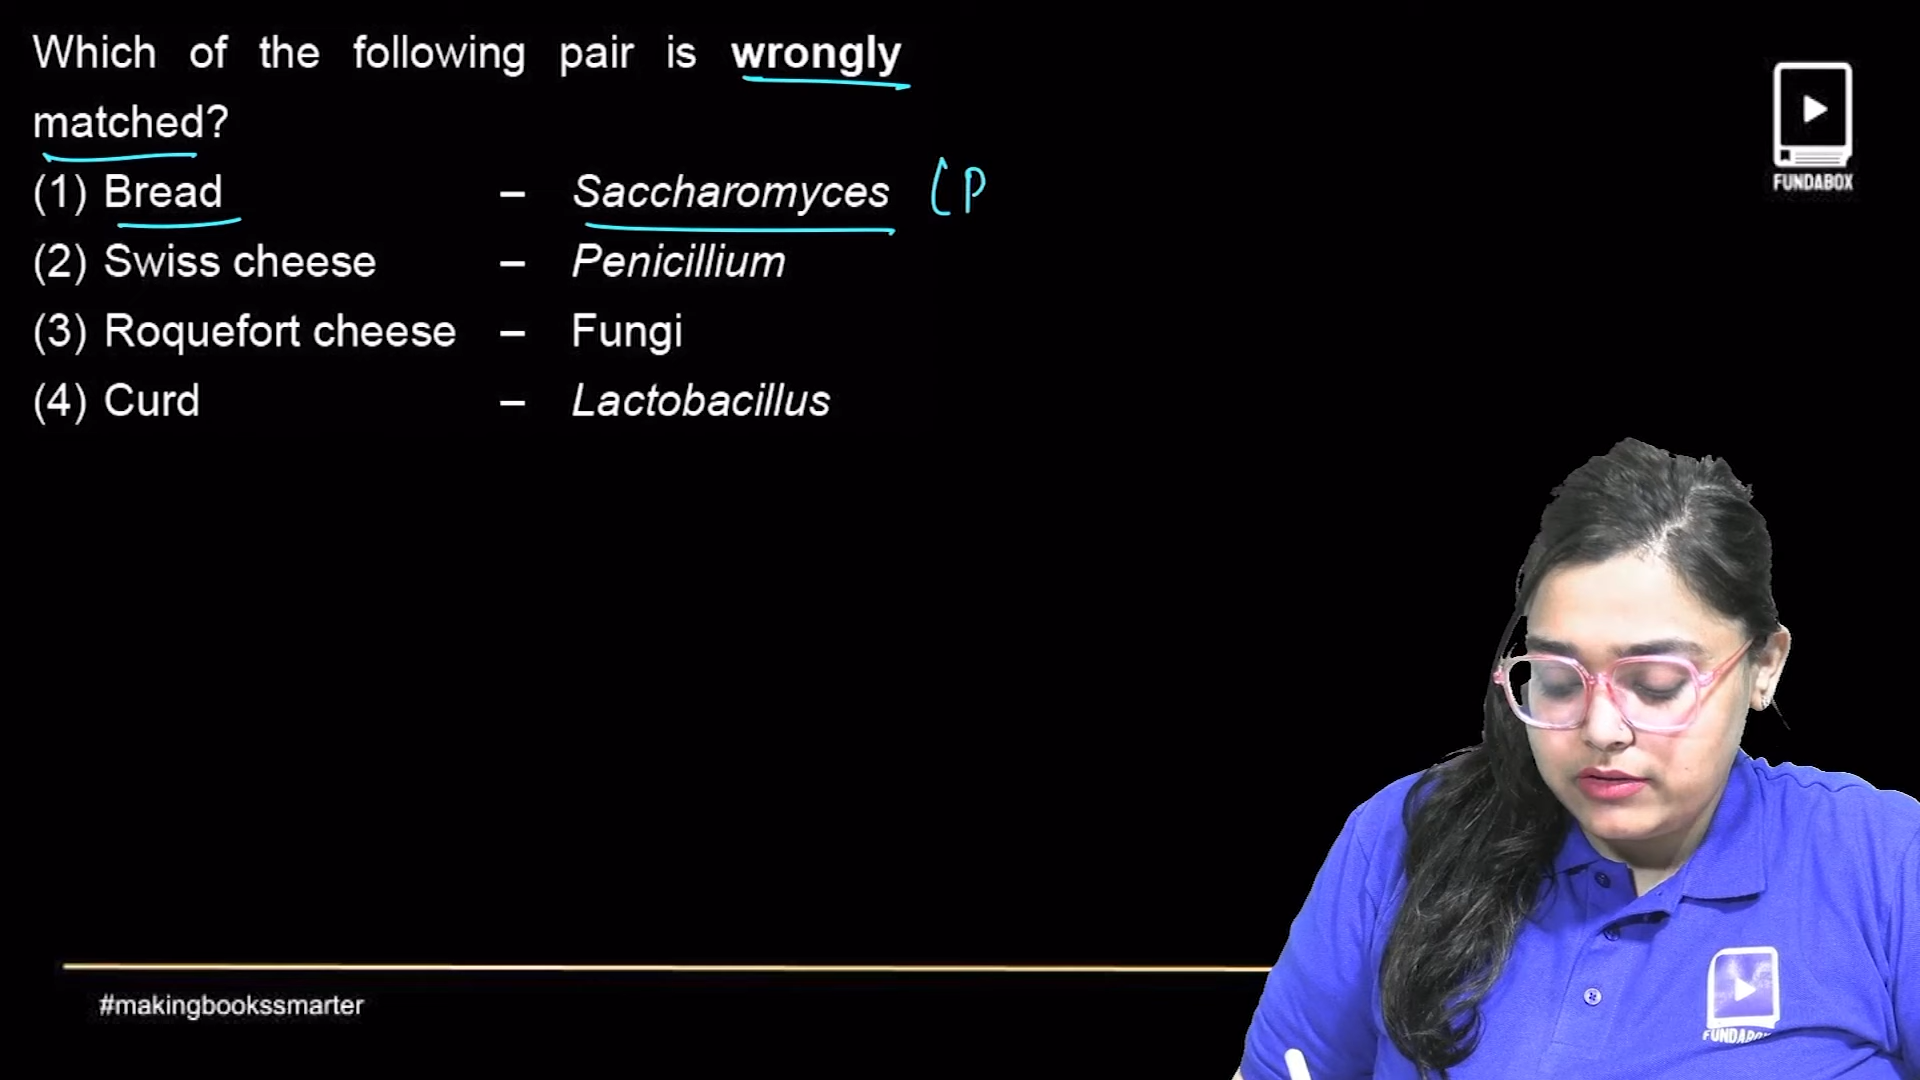 Which of the following pair is wrongly
matched?
(1) Bread – Saccharomyces (P
(2) Swiss cheese – Penicillium
(3) Roquefort cheese – Fungi
(4) Curd – Lactobacillus
FUNDABOX
#makingbookssmarter
FUNDABOX